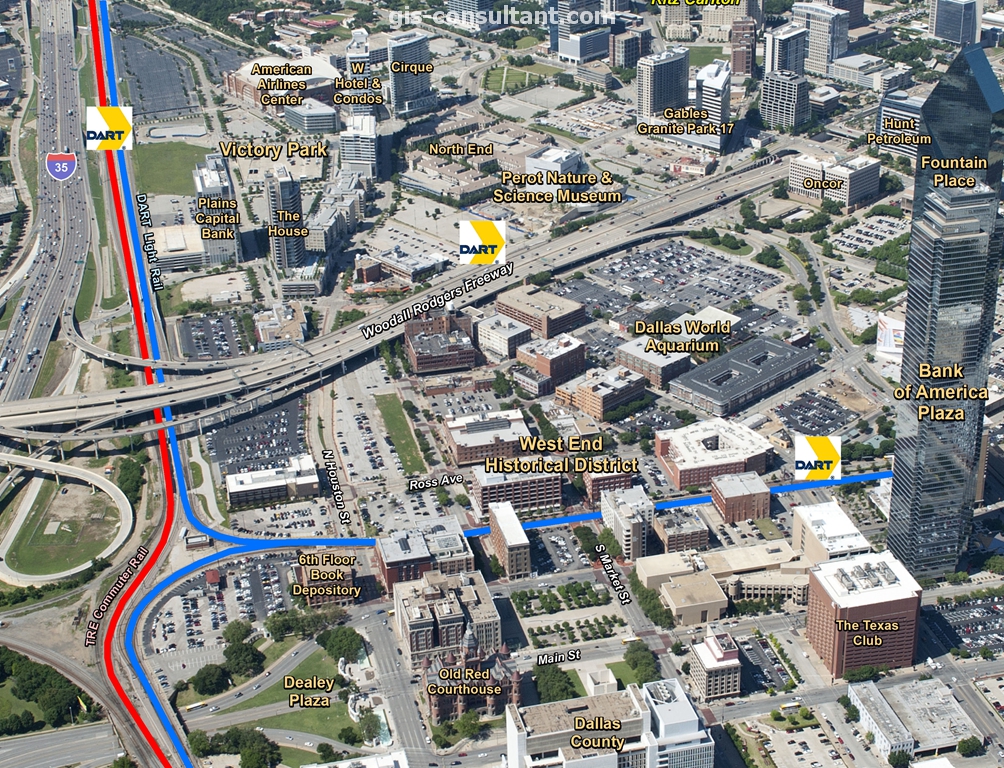 gis-consultant.com
Ritz Carlton
American
Airlines
Center
W
Hotel &
Condos
Cirque
Gables
Granite Park 17
Hunt
Petroleum
DART
35
Victory Park
North End
Perot Nature &
Science Museum
Oncor
Fountain
Place
Plains
Capital
Bank
The
House
DART Light Rail
DART
Woodall Rodgers Freeway
Dallas World
Aquarium
Bank
of America
Plaza
West End
Historical District
DART
N Houston St
Ross Ave
S Market St
6th Floor
Book
Depository
TRE Commuter Rail
The Texas
Club
Main St
Old Red
Courthouse
Dealey
Plaza
Dallas
County